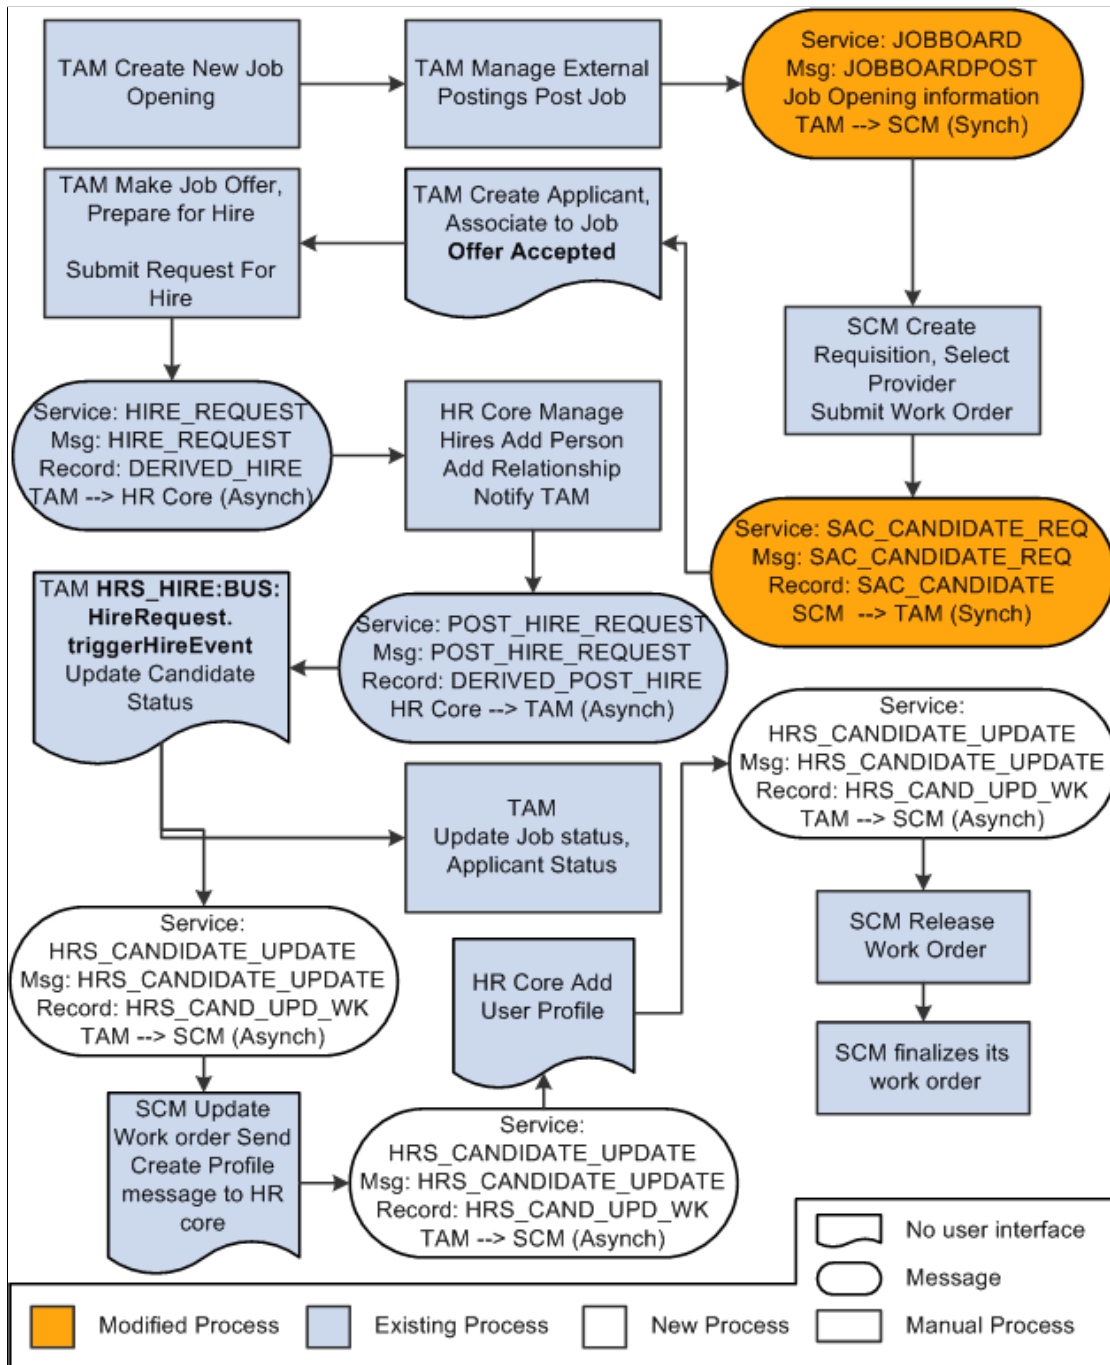 TAM Create New Job
Opening
TAM Manage External
Postings Post Job
Service: JOBBOARD
Msg: JOBBOARDPOST
Job Opening information
TAM --> SCM (Synch)
TAM Make Job Offer,
Prepare for Hire
Submit Request For
Hire
TAM Create Applicant,
Associate to Job
Offer Accepted
SCM Create
Requisition, Select
Provider
Submit Work Order
Service: HIRE_REQUEST
Msg: HIRE_REQUEST
Record: DERIVED_HIRE
TAM --> HR Core (Asynch)
HR Core Manage
Hires Add Person
Add Relationship
Notify TAM
Service: SAC_CANDIDATE_REQ
Msg: SAC_CANDIDATE_REQ
Record: SAC_CANDIDATE
SCM --> TAM (Synch)
TAM HRS_HIRE:BUS:
HireRequest.
triggerHireEvent
Update Candidate
Status
Service: POST_HIRE_REQUEST
Msg: POST_HIRE_REQUEST
Record: DERIVED_POST_HIRE
HR Core --> TAM (Asynch)
Service:
HRS_CANDIDATE_UPDATE
Msg: HRS_CANDIDATE_UPDATE
Record: HRS_CAND_UPD_WK
TAM --> SCM (Asynch)
TAM
Update Job status,
Applicant Status
Service:
HRS_CANDIDATE_UPDATE
Msg: HRS_CANDIDATE_UPDATE
Record: HRS_CAND_UPD_WK
TAM --> SCM (Asynch)
HR Core Add
User Profile
SCM Release
Work Order
SCM finalizes its
work order
SCM Update
Work order Send
Create Profile
message to HR
core
Service:
HRS_CANDIDATE_UPDATE
Msg: HRS_CANDIDATE_UPDATE
Record: HRS_CAND_UPD_WK
TAM --> SCM (Asynch)
No user interface
Message
Modified Process
Existing Process
New Process
Manual Process